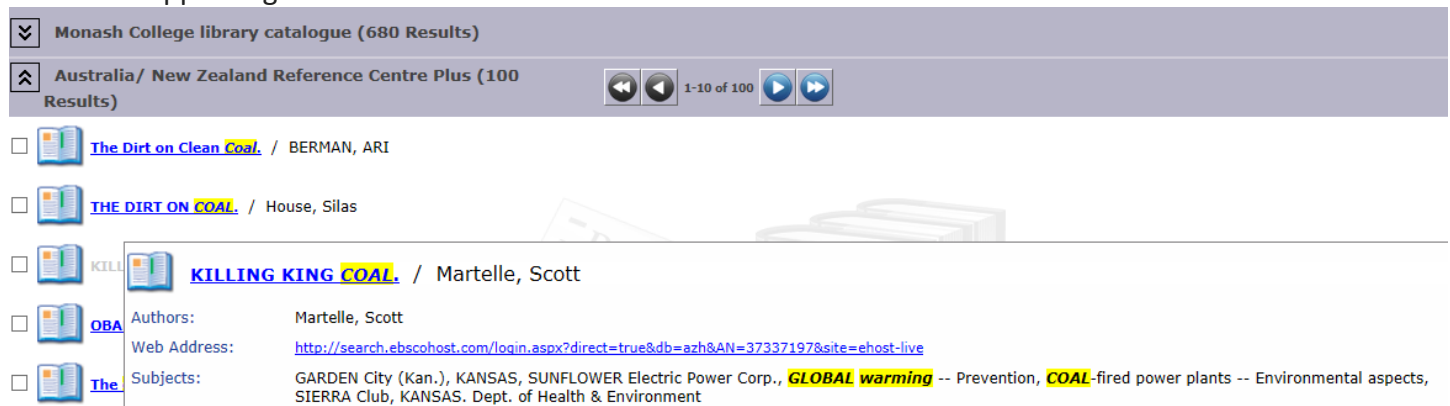 Monash College library catalogue (680 Results)
Australia/ New Zealand Reference Centre Plus (100
Results)
1-10 of 100
The Dirt on Clean Coal. / BERMAN, ARI
THE DIRT ON COAL. / House, Silas
KILL
KILLING KING COAL. / Martelle, Scott
OBA
Authors: Martelle, Scott
Web Address: http://search.ebscohost.com/login.aspx?direct=true&db=azh&AN=37337197&site=ehost-live
The
Subjects: GARDEN City (Kan.), KANSAS, SUNFLOWER Electric Power Corp., GLOBAL warming -- Prevention, COAL-fired power plants -- Environmental aspects,
SIERRA Club, KANSAS. Dept. of Health & Environment